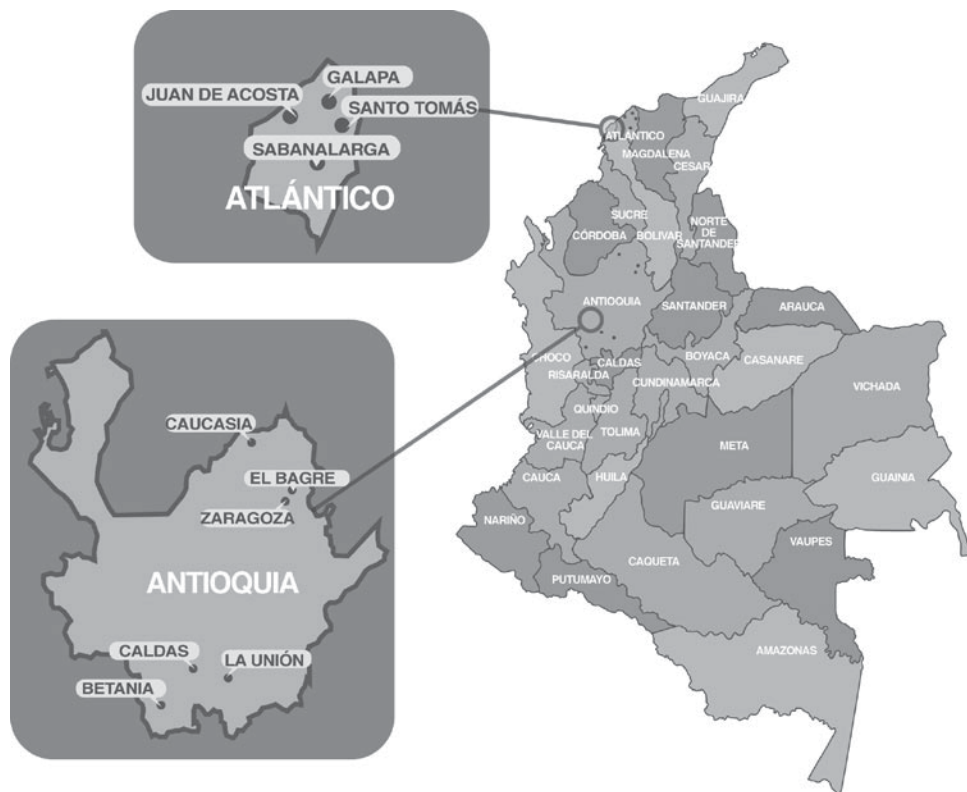 GALAPA
JUAN DE ACOSTA
SANTO TOMÁS
SABANALARGA
ATLÁNTICO
CAUCASIA
EL BAGRE
ZARAGOZA
ANTIOQUIA
CALDAS
LA UNIÓN
BETANIA
GUAJIRA
ATLÁNTICO
MAGDALENA
CESAR
SUCRE
NORTE
DE
SANTANDER
CÓRDOBA
BOLIVAR
ANTIOQUIA
SANTANDER
ARAUCA
CHOCO
CALDAS
BOYACA
CASANARE
RISARALDA
CUNDINAMARCA
VICHADA
QUINDIO
VALLE DEL
CAUCA
TOLIMA
META
CAUCA
HUILA
GUAINIA
NARIÑO
GUAVIARE
VAUPES
CAQUETA
PUTUMAYO
AMAZONAS